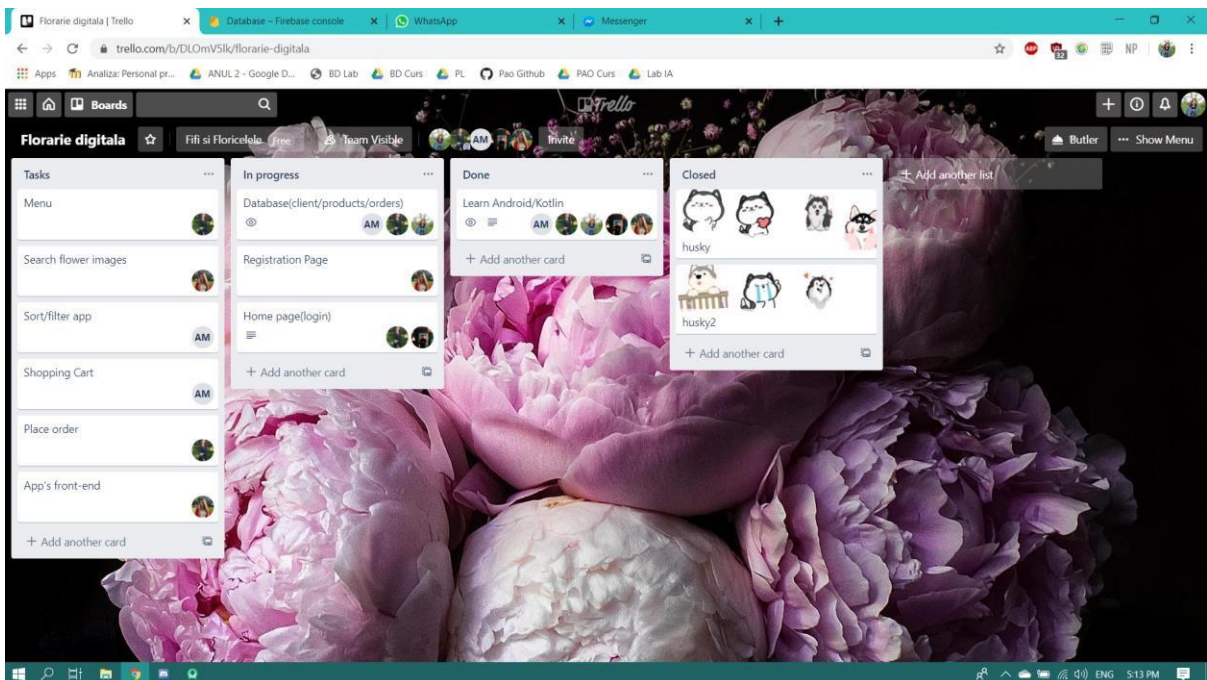 Florarie digitala | Trello
Database – Firebase console
WhatsApp
Messenger
trello.com/b/DLOmV5lk/florarie-digitala
ABP
32
NP
Apps
Analiza: Personal pr...
ANUL 2 - Google D...
BD Lab
BD Curs
PL
Pao Github
PAO Curs
Lab IA
Boards
Trello
Florarie digitala
Fifi si Floricelele
Free
Team Visible
AM
Invite
Butler
Show Menu
Tasks
Menu
Search flower images
Sort/filter app
AM
Shopping Cart
AM
Place order
App's front-end
+ Add another card
In progress
Database(client/products/orders)
AM
Registration Page
Home page(login)
+ Add another card
Done
Learn Android/Kotlin
AM
+ Add another card
Closed
husky
husky2
+ Add another card
+ Add another list
ENG
5:13 PM